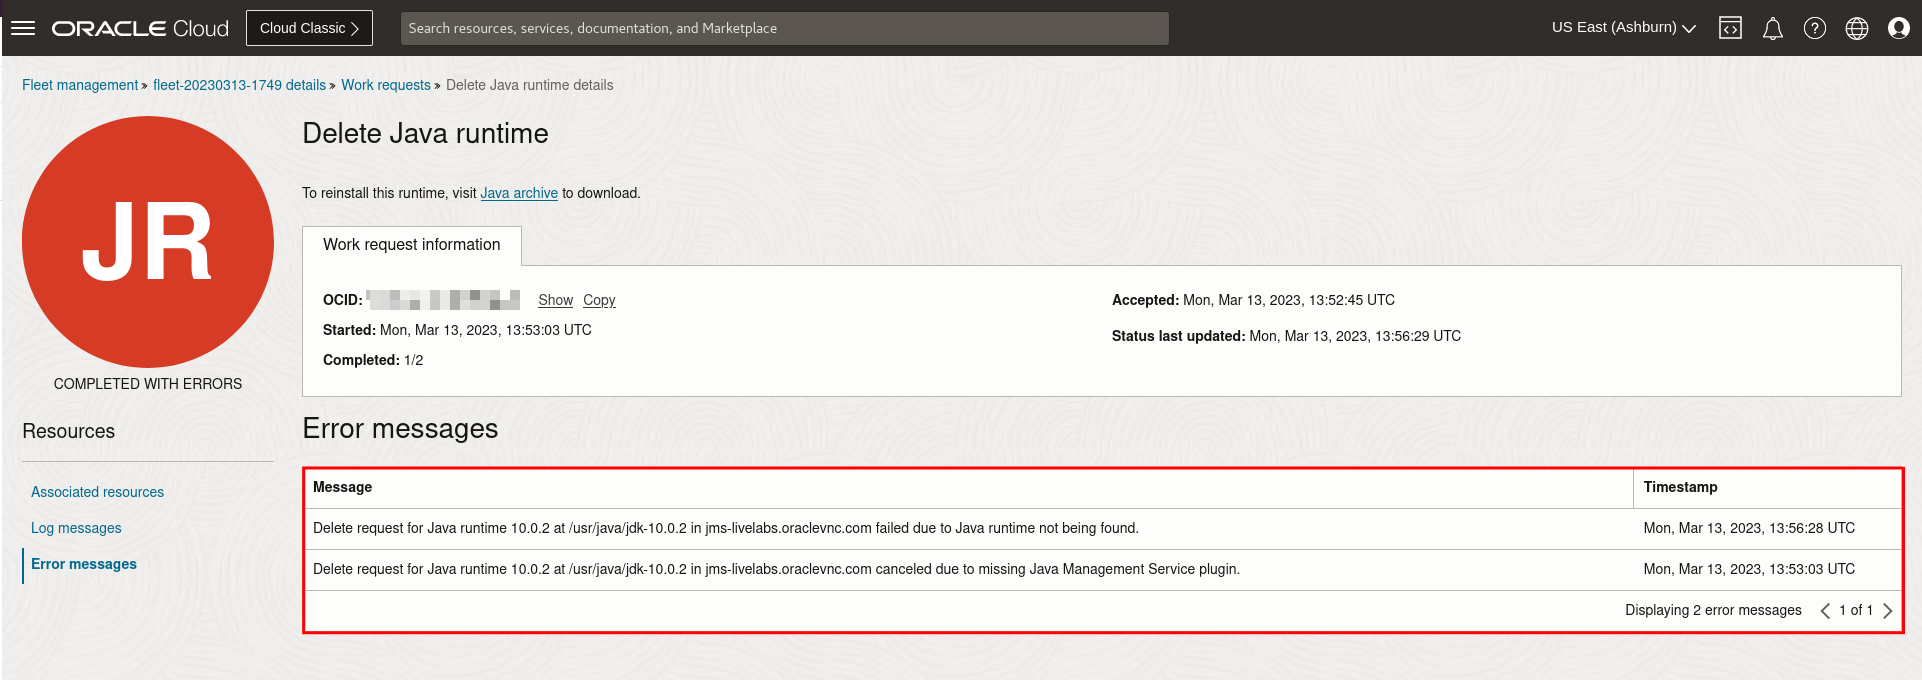 ORACLE Cloud
Cloud Classic
Search resources, services, documentation, and Marketplace
US East (Ashburn)
Fleet management » fleet-20230313-1749 details » Work requests » Delete Java runtime details
JR
COMPLETED WITH ERRORS
Delete Java runtime
To reinstall this runtime, visit Java archive to download.
Work request information
OCID: Show Copy
Started: Mon, Mar 13, 2023, 13:53:03 UTC
Completed: 1/2
Accepted: Mon, Mar 13, 2023, 13:52:45 UTC
Status last updated: Mon, Mar 13, 2023, 13:56:29 UTC
Resources
Associated resources
Log messages
Error messages
Error messages
Message Timestamp
Delete request for Java runtime 10.0.2 at /usr/java/jdk-10.0.2 in jms-livelabs.oraclevnc.com failed due to Java runtime not being found. Mon, Mar 13, 2023, 13:56:28 UTC
Delete request for Java runtime 10.0.2 at /usr/java/jdk-10.0.2 in jms-livelabs.oraclevnc.com canceled due to missing Java Management Service plugin. Mon, Mar 13, 2023, 13:53:03 UTC
Displaying 2 error messages 1 of 1